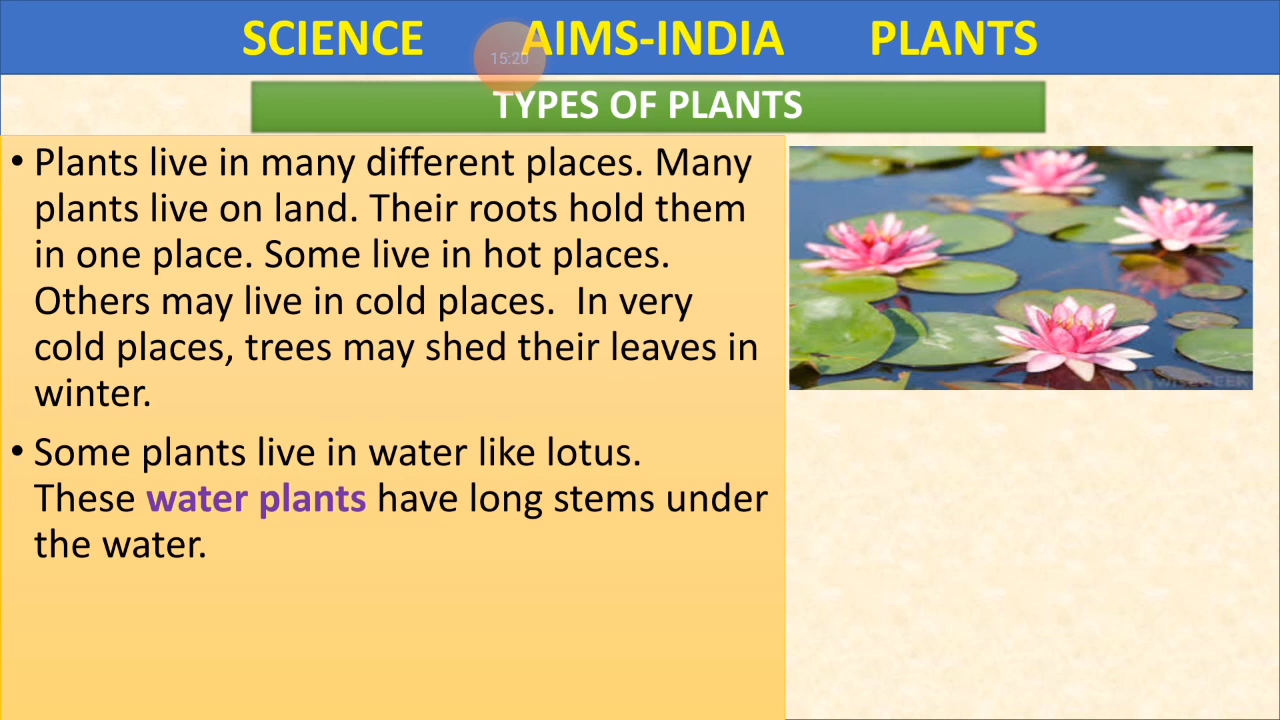 SCIENCE AIMS-INDIA PLANTS
15:20
TYPES OF PLANTS
• Plants live in many different places. Many
plants live on land. Their roots hold them
in one place. Some live in hot places.
Others may live in cold places. In very
cold places, trees may shed their leaves in
winter.
• Some plants live in water like lotus.
These water plants have long stems under
the water.
WISEGEEK